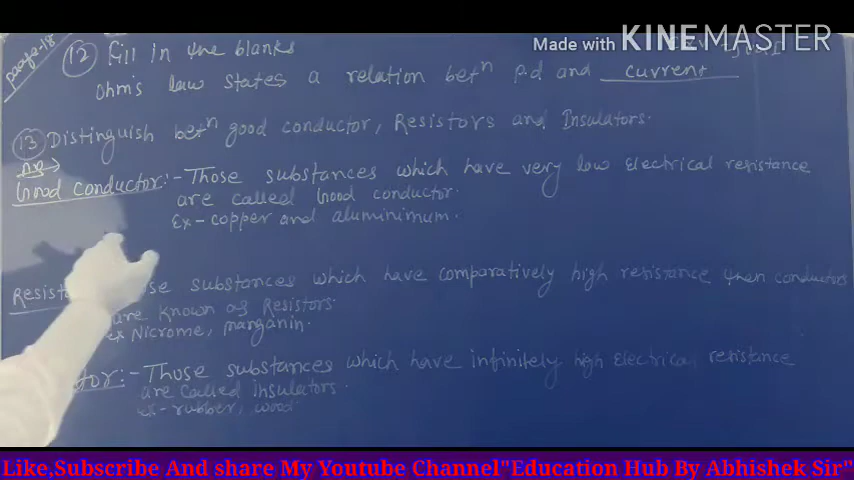 Made with KINEMASTER
page-18
(12) Fill In the blanks
ohm's law states a relation betⁿ p.d and current
(13) Distinguish betⁿ good conductor, Resistors and Insulators.
Ans →
Good conductor:- Those substances which have very low Electrical resistance
are called Good conductor.
Ex- copper and aluminimum.
substances which have comparatively high resistance then conductors
are known as Resistors.
ex Nicrome, manganin.
:- Those substances which have infinitely high Electrical resistance
are called insulators.
ex- rubber, wood
Like,Subscribe And share My Youtube Channel"Education Hub By Abhishek Sir"